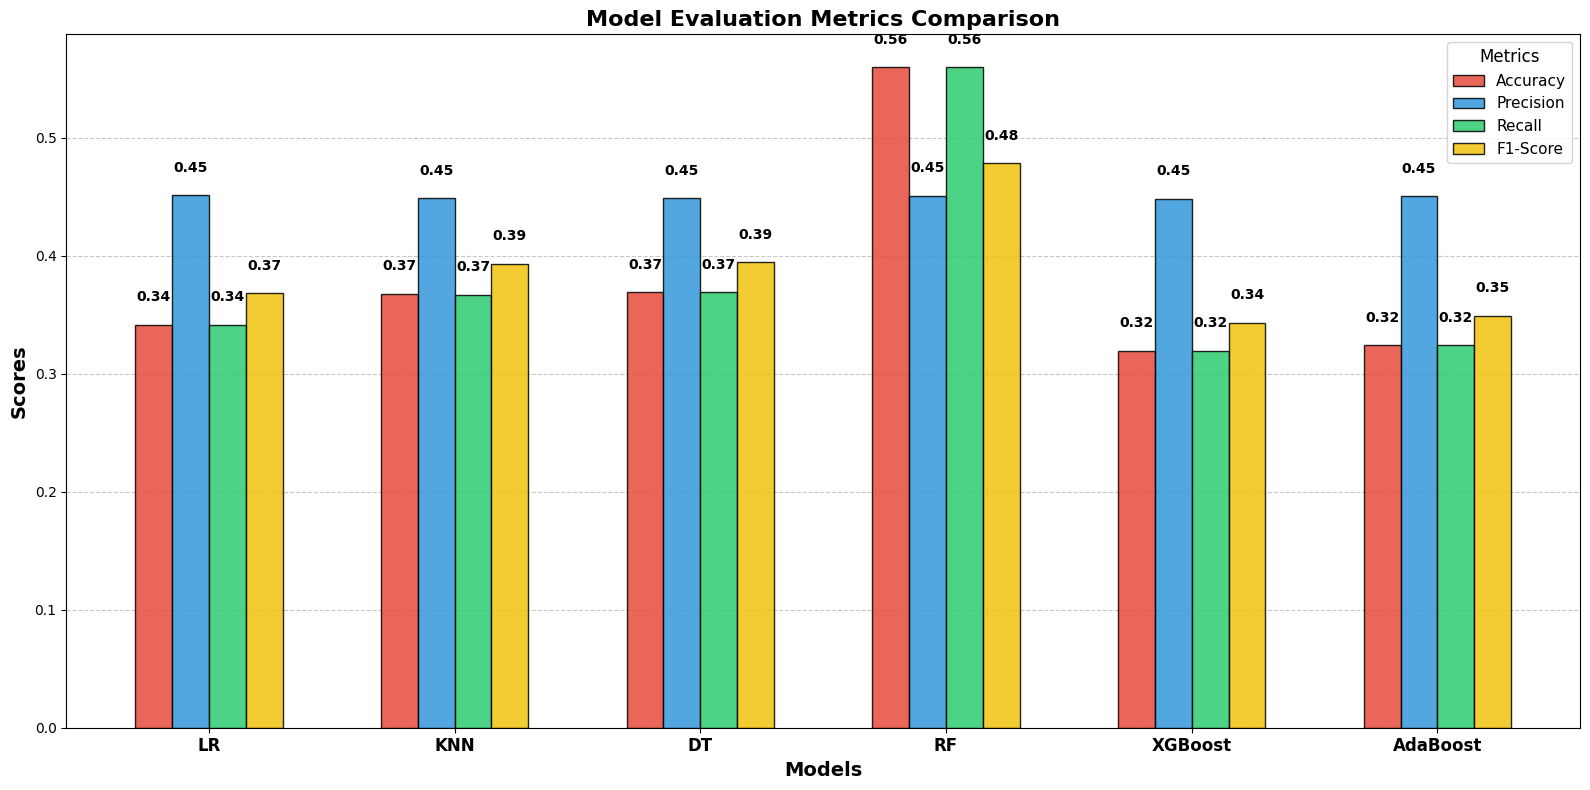 Model Evaluation Metrics Comparison
0.56 0.56
Metrics
Accuracy
Precision
Recall
F1-Score
0.5
0.48
0.45 0.45 0.45 0.45 0.45 0.45
0.4
0.34 0.34 0.37
0.37 0.37 0.39
0.37 0.37 0.39
0.32 0.32 0.34
0.32 0.32 0.35
0.3
0.2
0.1
0.0
Scores
LR KNN DT RF XGBoost AdaBoost
Models